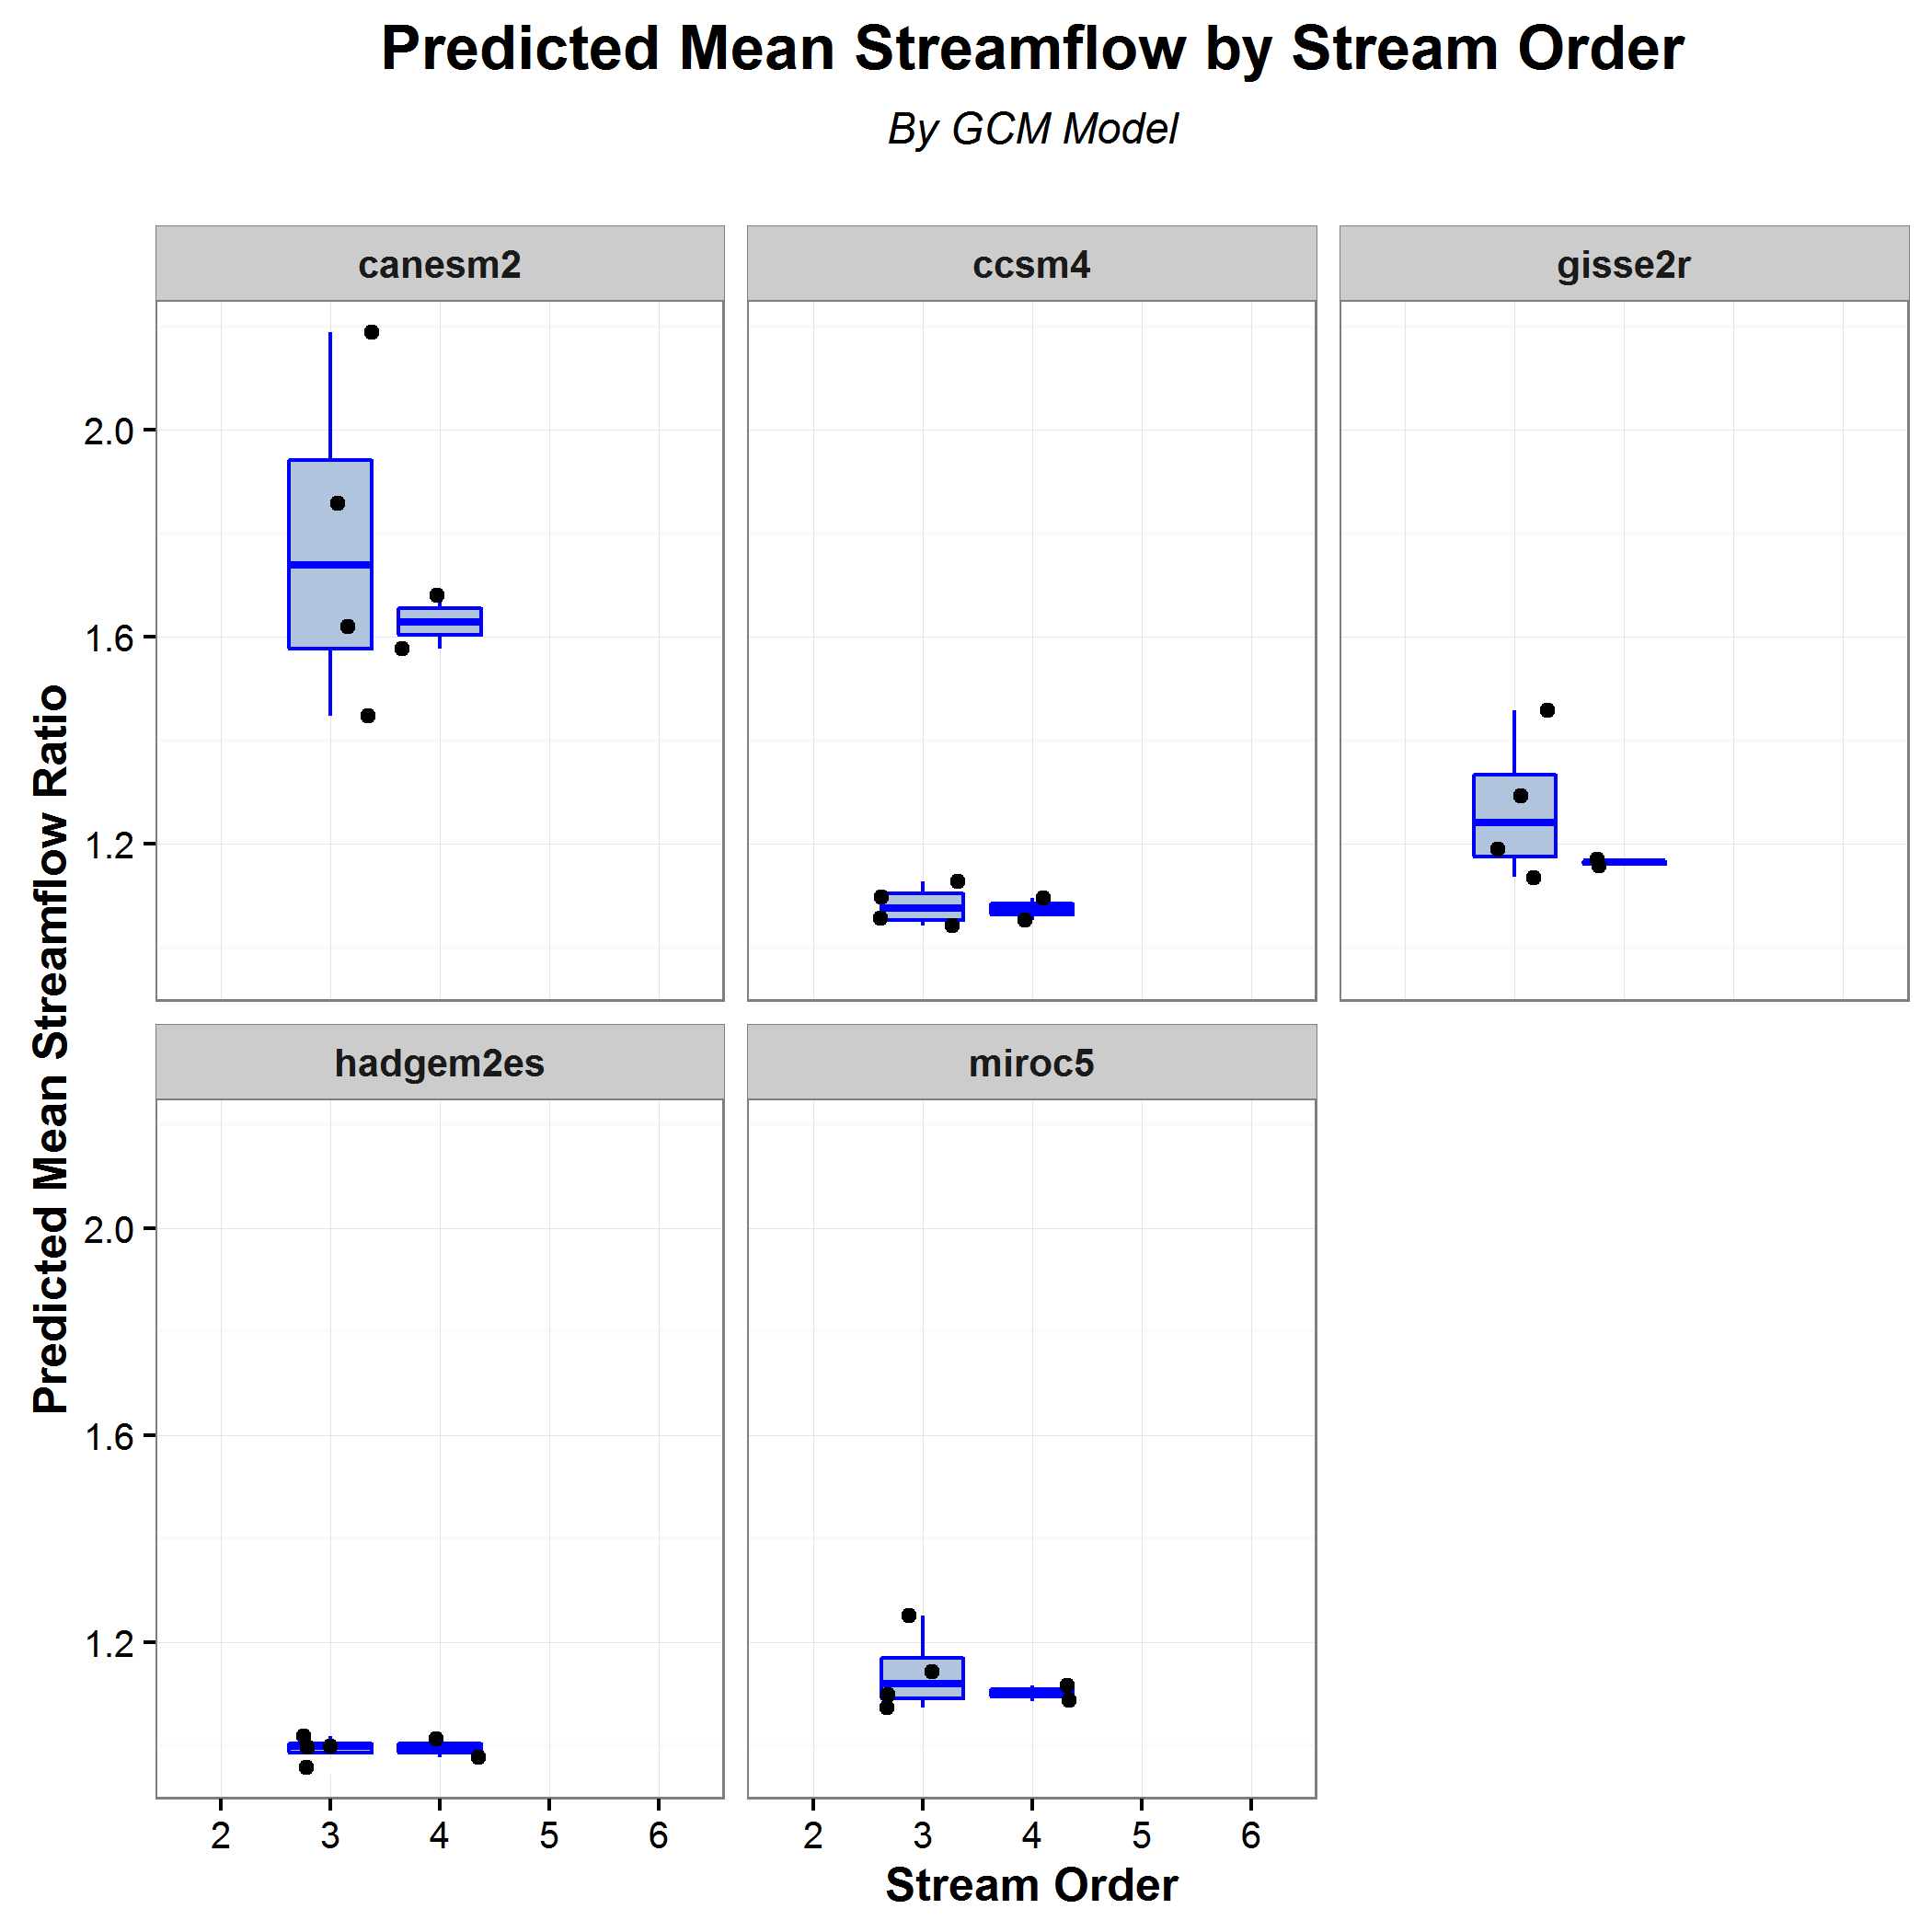 Predicted Mean Streamflow by Stream Order
By GCM Model
canesm2
ccsm4
gisse2r
2.0
1.6
1.2
hadgem2es
miroc5
2.0
1.6
1.2
2 3 4 5 6
2 3 4 5 6
Predicted Mean Streamflow Ratio
Stream Order